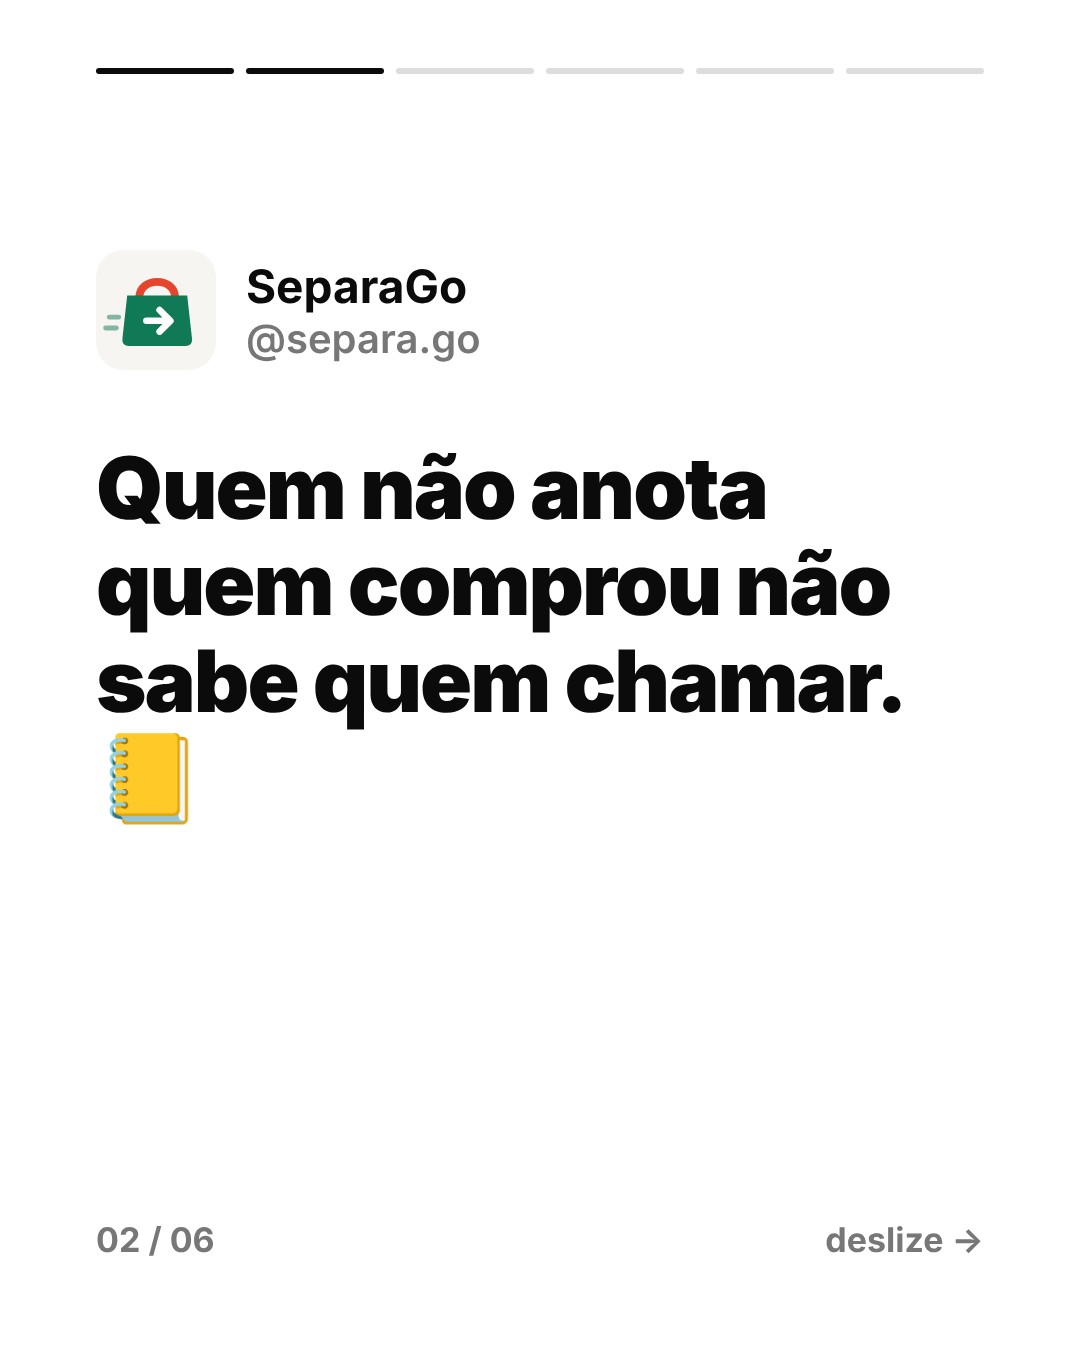 SeparaGo
@separa.go
Quem não anota
quem comprou não
sabe quem chamar.
📒
02 / 06
deslize →